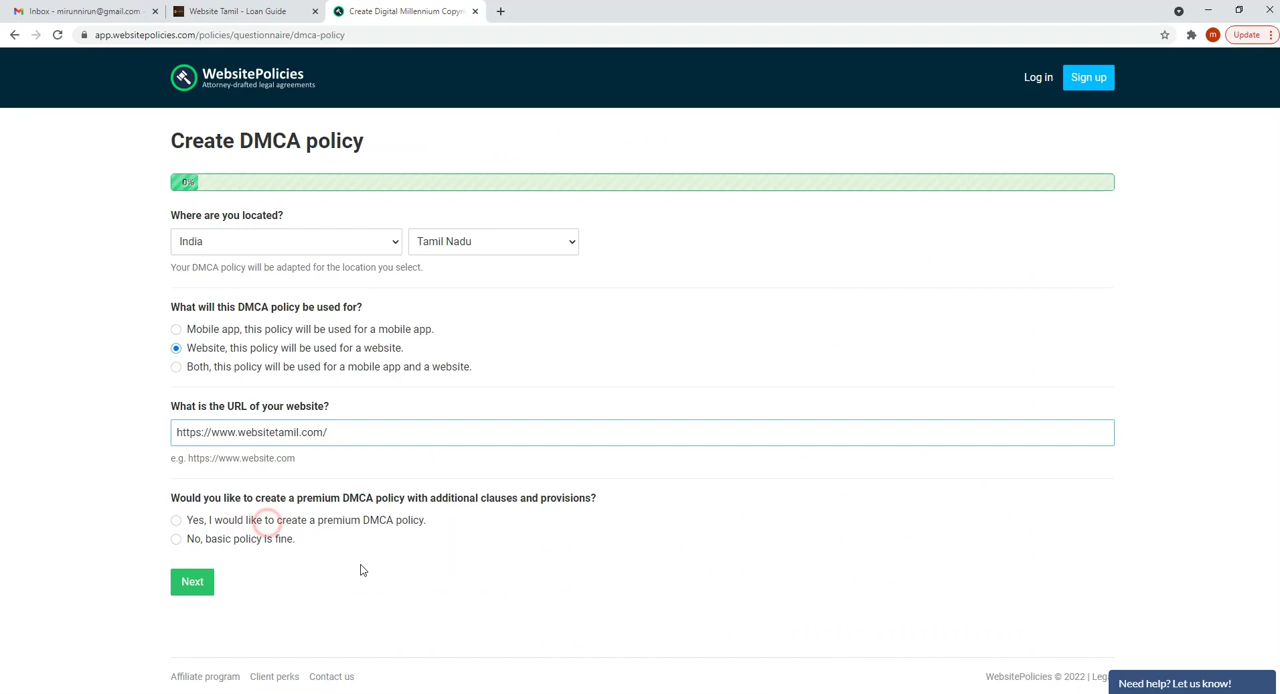 Inbox - mirunnirun@gmail.com -
Website Tamil - Loan Guide
Create Digital Millennium Copyr
app.websitepolicies.com/policies/questionnaire/dmca-policy
m
Update
WebsitePolicies
Attorney-drafted legal agreements
Log in
Sign up
Create DMCA policy
0%
Where are you located?
India
Tamil Nadu
Your DMCA policy will be adapted for the location you select.
What will this DMCA policy be used for?
Mobile app, this policy will be used for a mobile app.
Website, this policy will be used for a website.
Both, this policy will be used for a mobile app and a website.
What is the URL of your website?
https://www.websitetamil.com/
e.g. https://www.website.com
Would you like to create a premium DMCA policy with additional clauses and provisions?
Yes, I would like to create a premium DMCA policy.
No, basic policy is fine.
Next
Affiliate program Client perks Contact us
WebsitePolicies © 2022 | Lega
Need help? Let us know!